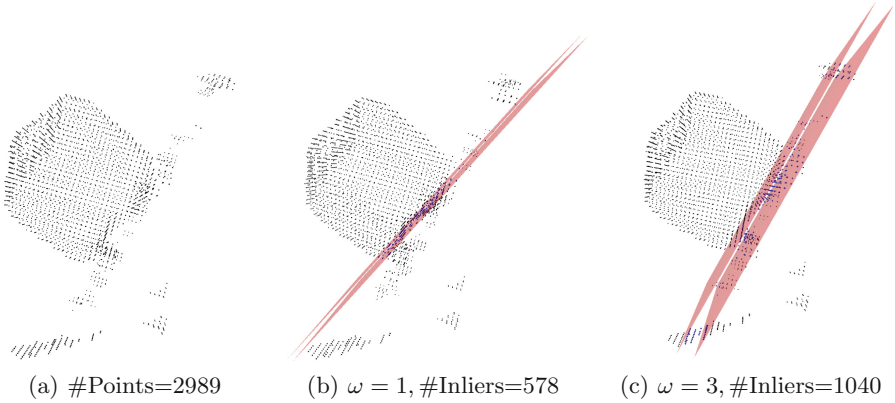 (a) #Points=2989
(b) ω = 1, #Inliers=578
(c) ω = 3, #Inliers=1040